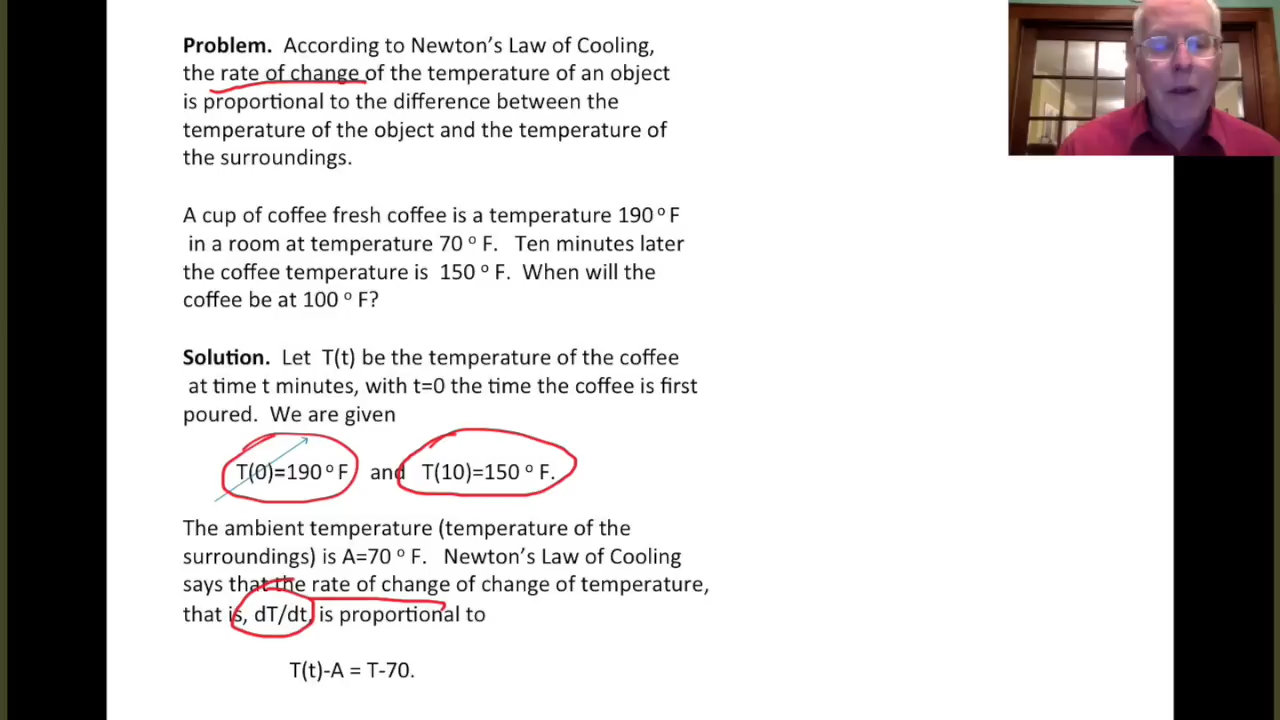 Problem. According to Newton's Law of Cooling,
the rate of change of the temperature of an object
is proportional to the difference between the
temperature of the object and the temperature of
the surroundings.
A cup of coffee fresh coffee is a temperature 190 º F
in a room at temperature 70 º F. Ten minutes later
the coffee temperature is 150 º F. When will the
coffee be at 100 º F?
Solution. Let T(t) be the temperature of the coffee
at time t minutes, with t=0 the time the coffee is first
poured. We are given
T(0)=190 º F and T(10)=150 º F.
The ambient temperature (temperature of the
surroundings) is A=70 º F. Newton's Law of Cooling
says that the rate of change of change of temperature,
that is, dT/dt, is proportional to
T(t)-A = T-70.